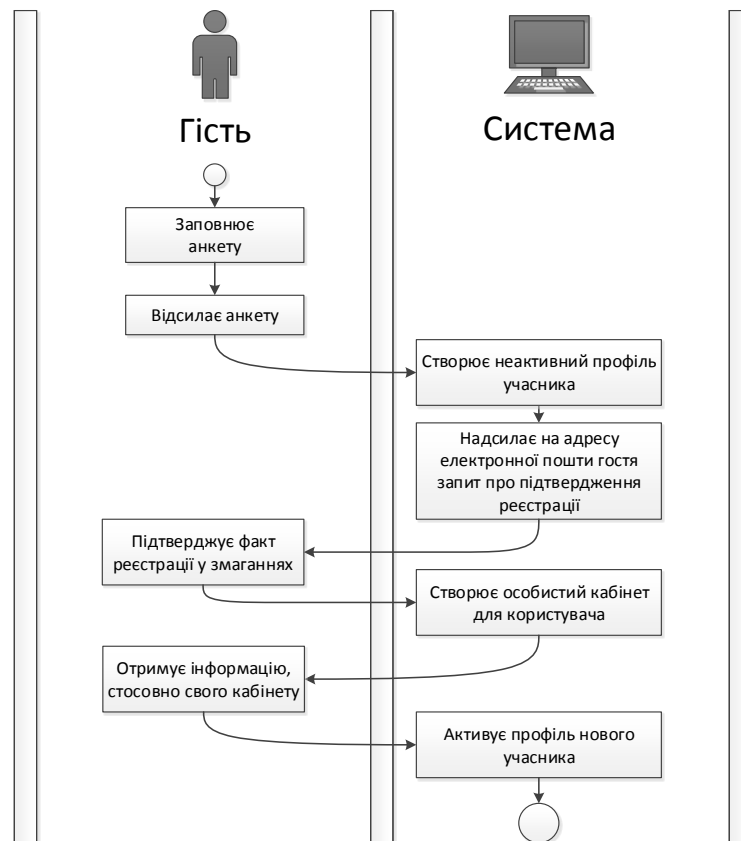 Гість
Система
Заповнює
анкету
Відсилає анкету
Створює неактивний профіль
учасника
Надсилає на адресу
електронної пошти гостя
запит про підтвердження
реєстрації
Підтверджує факт
реєстрації у змаганнях
Створює особистий кабінет
для користувача
Отримує інформацію,
стосовно свого кабінету
Активує профіль нового
учасника